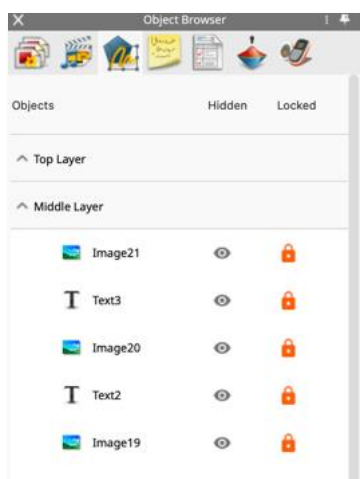 Object Browser
Objects Hidden Locked
Top Layer
Middle Layer
Image21
Text3
Image20
Text2
Image19